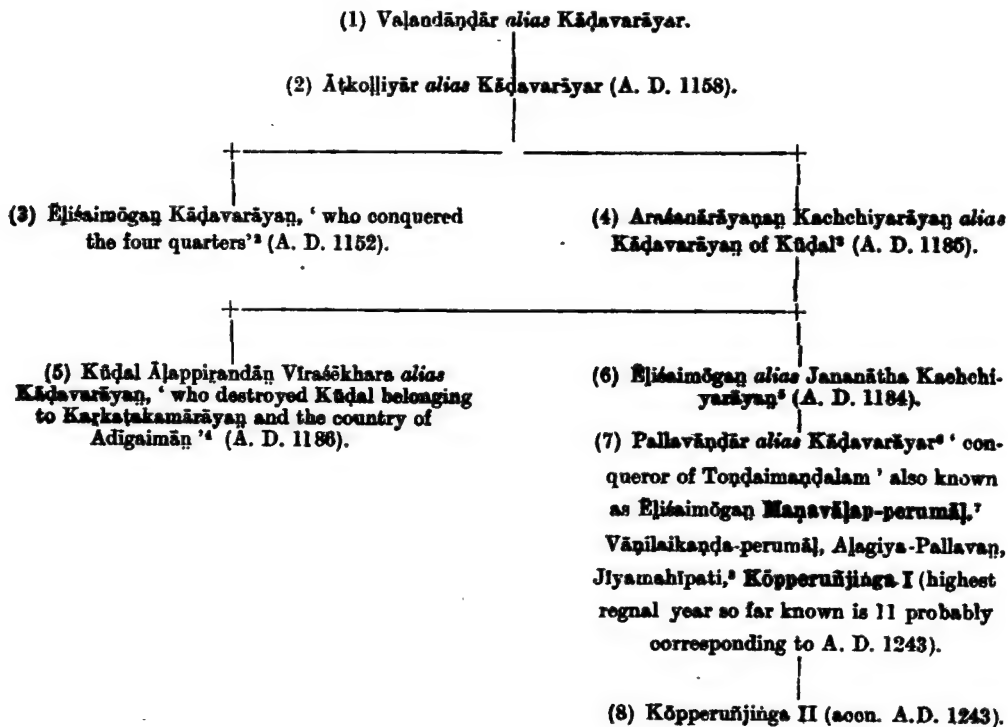 (1) Vaḷandāṇḍār alias Kāḍavarāyar.
(2) Āṭkoḷḷiyār alias Kāḍavarāyar (A. D. 1158).
(3) Ēḷiśaimōgaṉ Kāḍavarāyaṉ, ‘ who conquered
the four quarters’² (A. D. 1152).
(4) Araśanārāyaṇaṉ Kachchiyarāyaṉ alias
Kāḍavarāyaṉ of Kūḍal³ (A. D. 1186).
(5) Kūḍal Āḷappiṟandāṉ Vīraśēkhara alias
Kāḍavarāyaṉ, ‘ who destroyed Kūḍal belonging
to Kaṟkaṭakamārāyaṉ and the country of
Adigaimāṉ ’⁴ (A. D. 1186).
(6) Ēḷiśaimōgaṉ alias Jananātha Kachchi-
yarāyaṉ⁵ (A. D. 1184).
(7) Pallavāṇḍār alias Kāḍavarāyar⁶ ‘ con-
queror of Toṇḍaimaṇḍalam ’ also known
as Ēḷiśaimōgaṉ Maṇavāḷap-perumāḷ,⁷
Vāṇilaikaṇḍa-perumāḷ, Aḷagiya-Pallavaṉ,
Jīyamahīpati,⁸ Kōpperuñjiṅga I (highest
regnal year so far known is 11 probably
corresponding to A. D. 1243).
(8) Kōpperuñjiṅga II (accn. A.D. 1243).